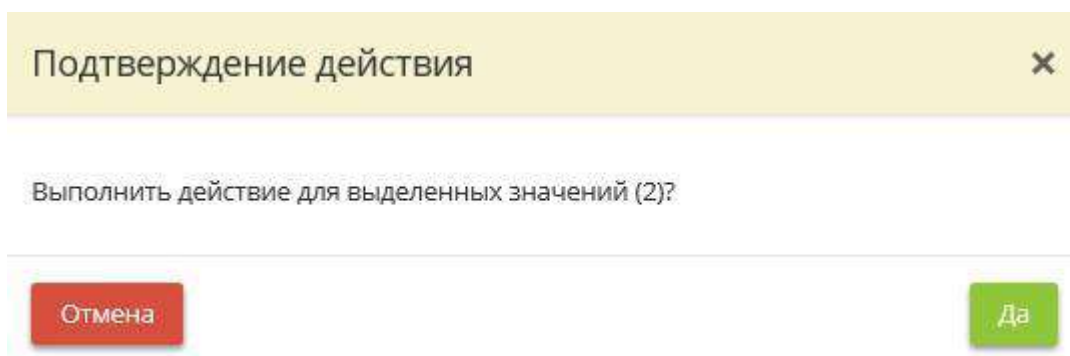 Подтверждение действия
Выполнить действие для выделенных значений (2)?
Отмена
Да